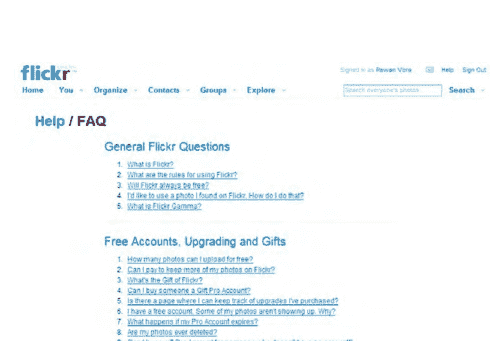 flickr
Signed in as Help Sign Out
Home You Organize Contacts Groups Explore
Search everyone's photos Search
Help / FAQ
General Flickr Questions
1. What is Flickr?
2. What are the rules for using Flickr?
3. Will Flickr always be free?
4. I'd like to use a photo I found on Flickr. How do I do that?
5. What is Flickr Gamma?
Free Accounts, Upgrading and Gifts
1. How many photos can I upload for free?
2. Can I pay to keep more of my photos on Flickr?
3. What's the Gift of Flickr?
4. Can I buy someone a Gift Pro Account?
5. Is there a page where I can keep track of upgrades I've purchased?
6. I have a free account. Some of my photos aren't showing up. Why?
7. What happens if my Pro Account expires?
8. Are my photos ever deleted?